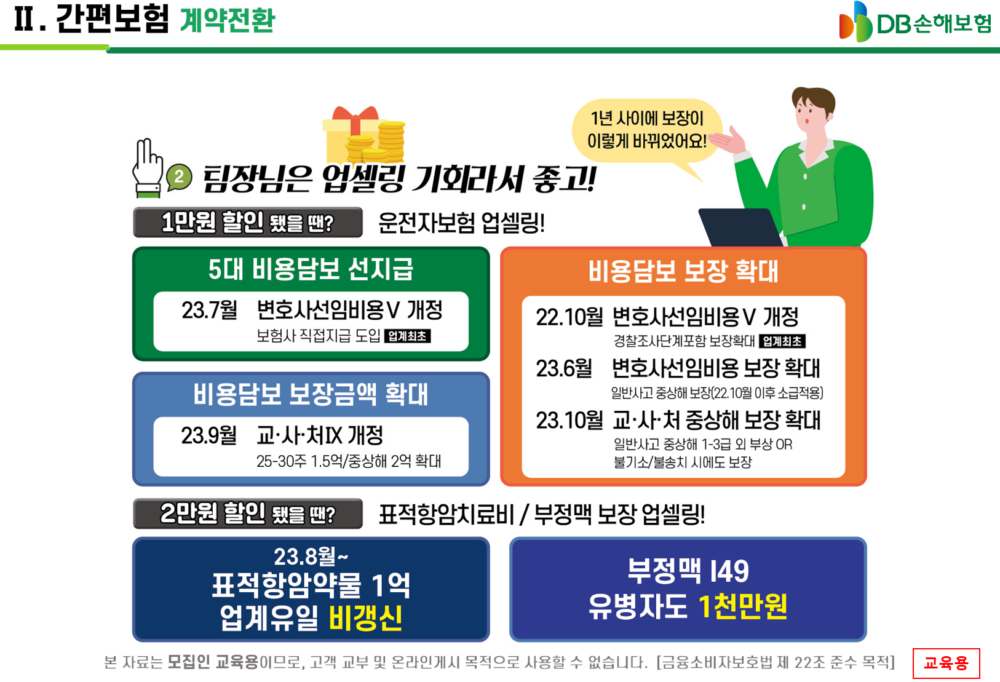 Ⅱ. 간편보험 계약전환
DB손해보험
1년 사이에 보장이
이렇게 바뀌었어요!
2 팀장님은 업셀링 기회라서 좋고!
1만원 할인 됐을 땐? 운전자보험 업셀링!
5대 비용담보 선지급
23.7월 변호사선임비용Ⅴ 개정
보험사 직접지급 도입 업계최초
비용담보 보장금액 확대
23.9월 교·사·처Ⅸ 개정
25-30주 1.5억/중상해 2억 확대
비용담보 보장 확대
22.10월 변호사선임비용Ⅴ 개정
경찰조사단계포함 보장확대 업계최초
23.6월 변호사선임비용 보장 확대
일반사고 중상해 보장(22.10월 이후 소급적용)
23.10월 교·사·처 중상해 보장 확대
일반사고 중상해 1-3급 외 부상 OR
불기소/불송치 시에도 보장
2만원 할인 됐을 땐? 표적항암치료비 / 부정맥 보장 업셀링!
23.8월~
표적항암약물 1억
업계유일 비갱신
부정맥 I49
유병자도 1천만원
본 자료는 모집인 교육용이므로, 고객 교부 및 온라인게시 목적으로 사용할 수 없습니다. [금융소비자보호법 제 22조 준수 목적]
교육용